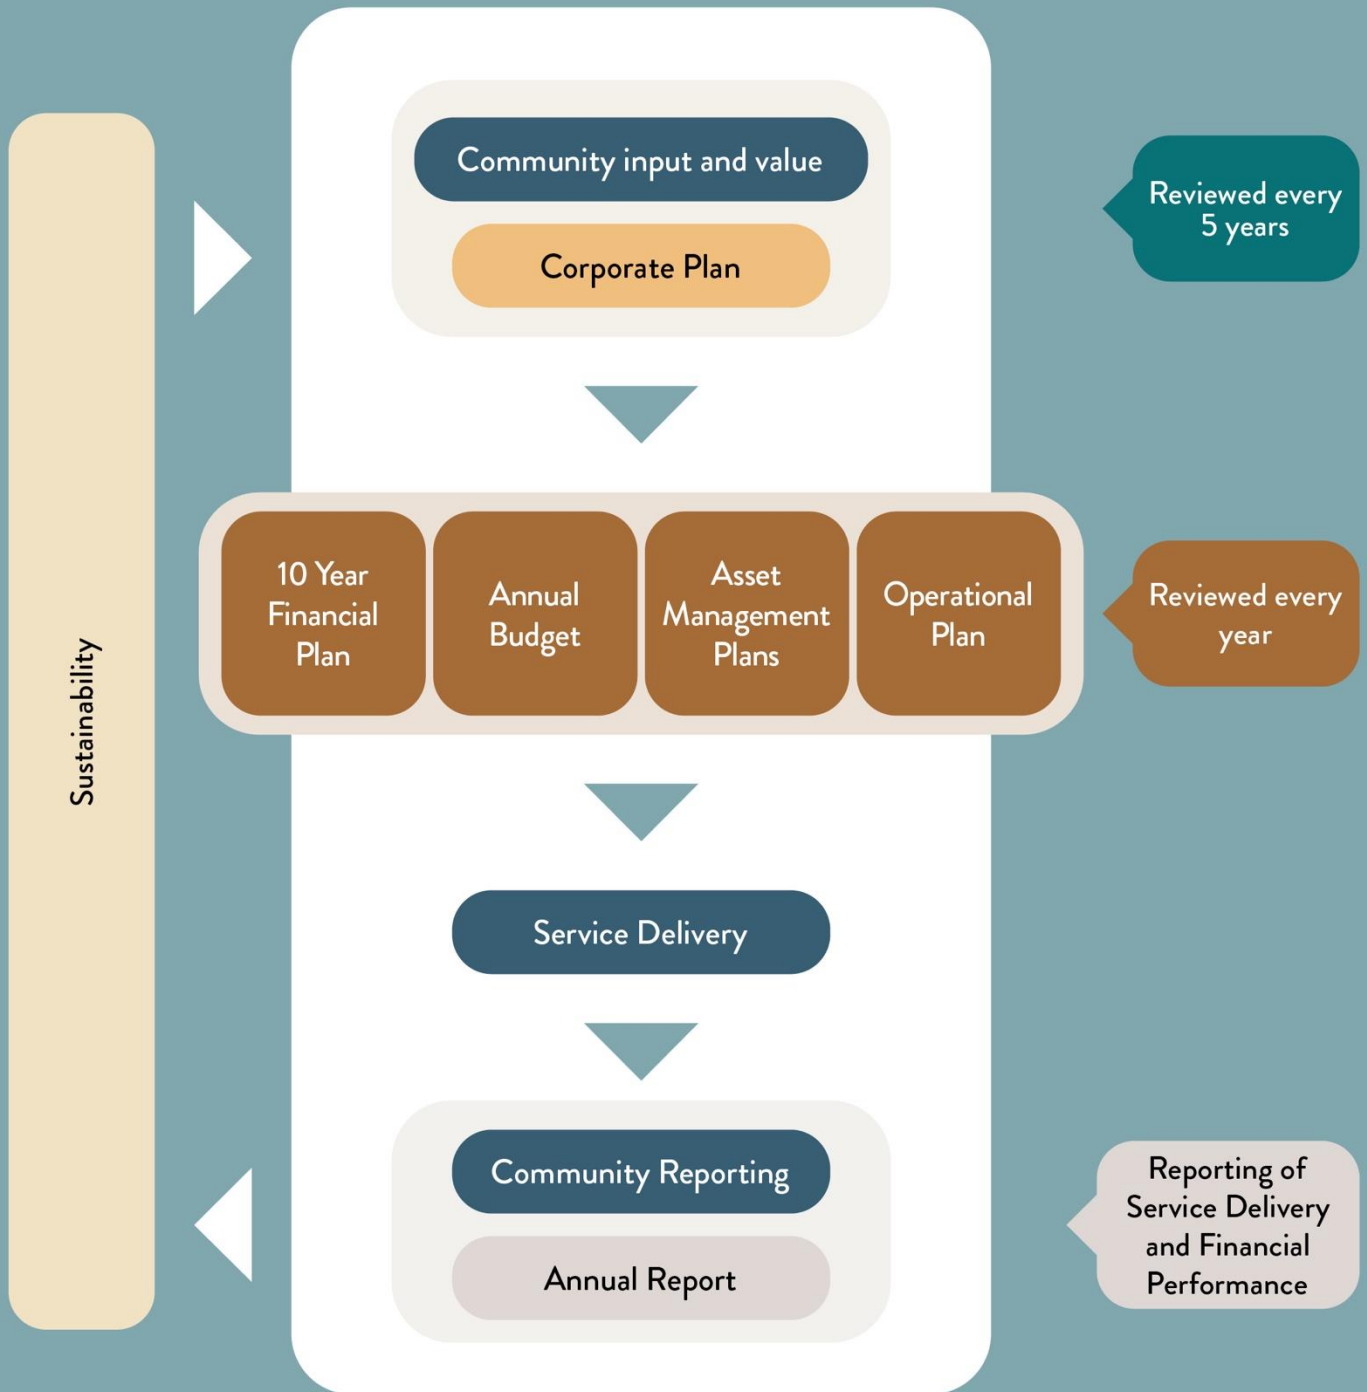 Community input and value
Corporate Plan
Reviewed every
5 years
Sustainability
10 Year
Financial
Plan
Annual
Budget
Asset
Management
Plans
Operational
Plan
Reviewed every
year
Service Delivery
Community Reporting
Annual Report
Reporting of
Service Delivery
and Financial
Performance